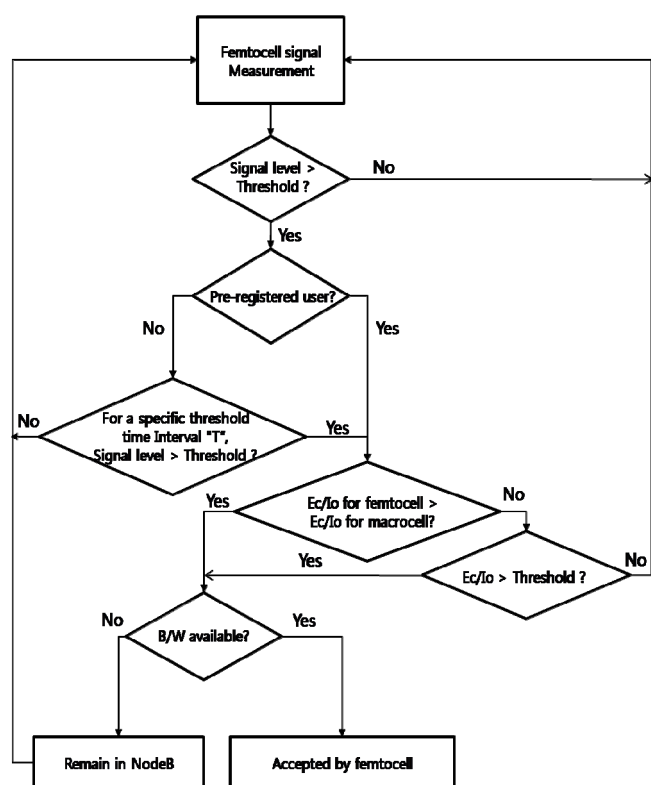 Femtocell signal
Measurement
Signal level >
Threshold ?
No
Yes
Pre-registered user?
No
Yes
No
For a specific threshold
time Interval "T",
Signal level > Threshold ?
Yes
Yes
Ec/Io for femtocell >
Ec/Io for macrocell?
No
Yes
Ec/Io > Threshold ?
No
No
B/W available?
Yes
Remain in NodeB
Accepted by femtocell